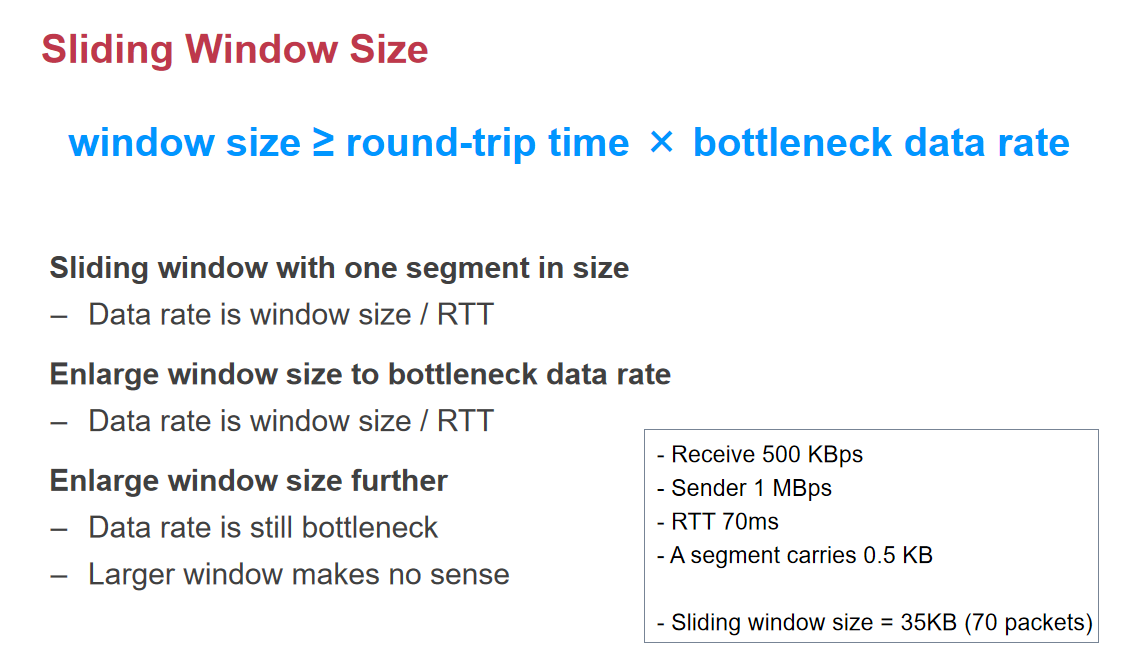 Sliding Window Size
window size ≥ round-trip time × bottleneck data rate
Sliding window with one segment in size
– Data rate is window size / RTT
Enlarge window size to bottleneck data rate
– Data rate is window size / RTT
Enlarge window size further
– Data rate is still bottleneck
– Larger window makes no sense
- Receive 500 KBps
- Sender 1 MBps
- RTT 70ms
- A segment carries 0.5 KB
- Sliding window size = 35KB (70 packets)